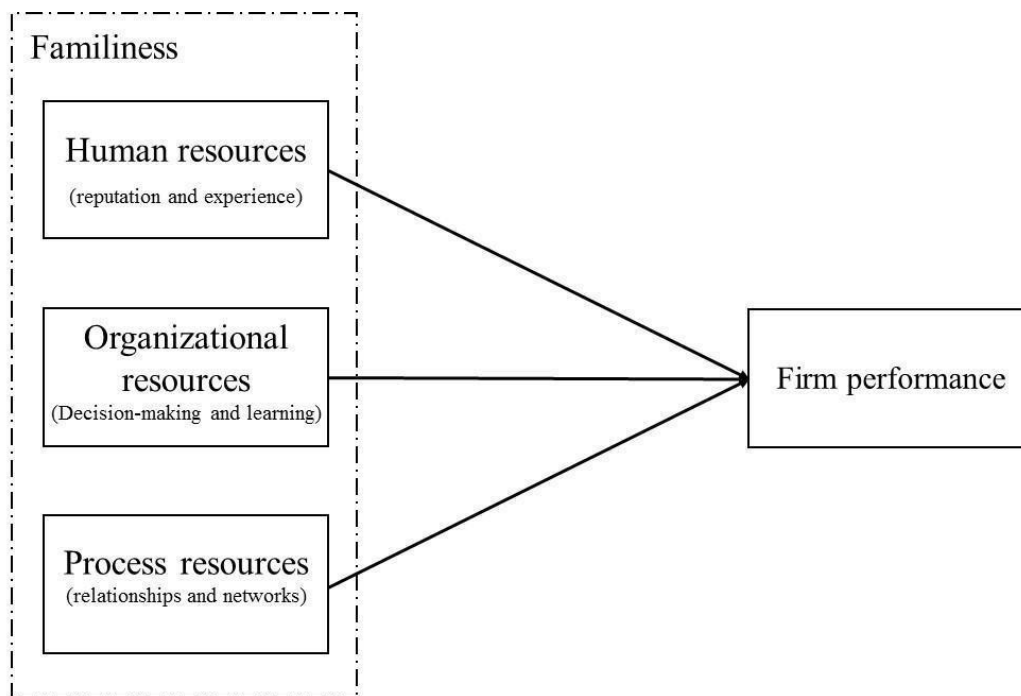 Familiness
Human resources
(reputation and experience)
Organizational
resources
(Decision-making and learning)
Process resources
(relationships and networks)
Firm performance